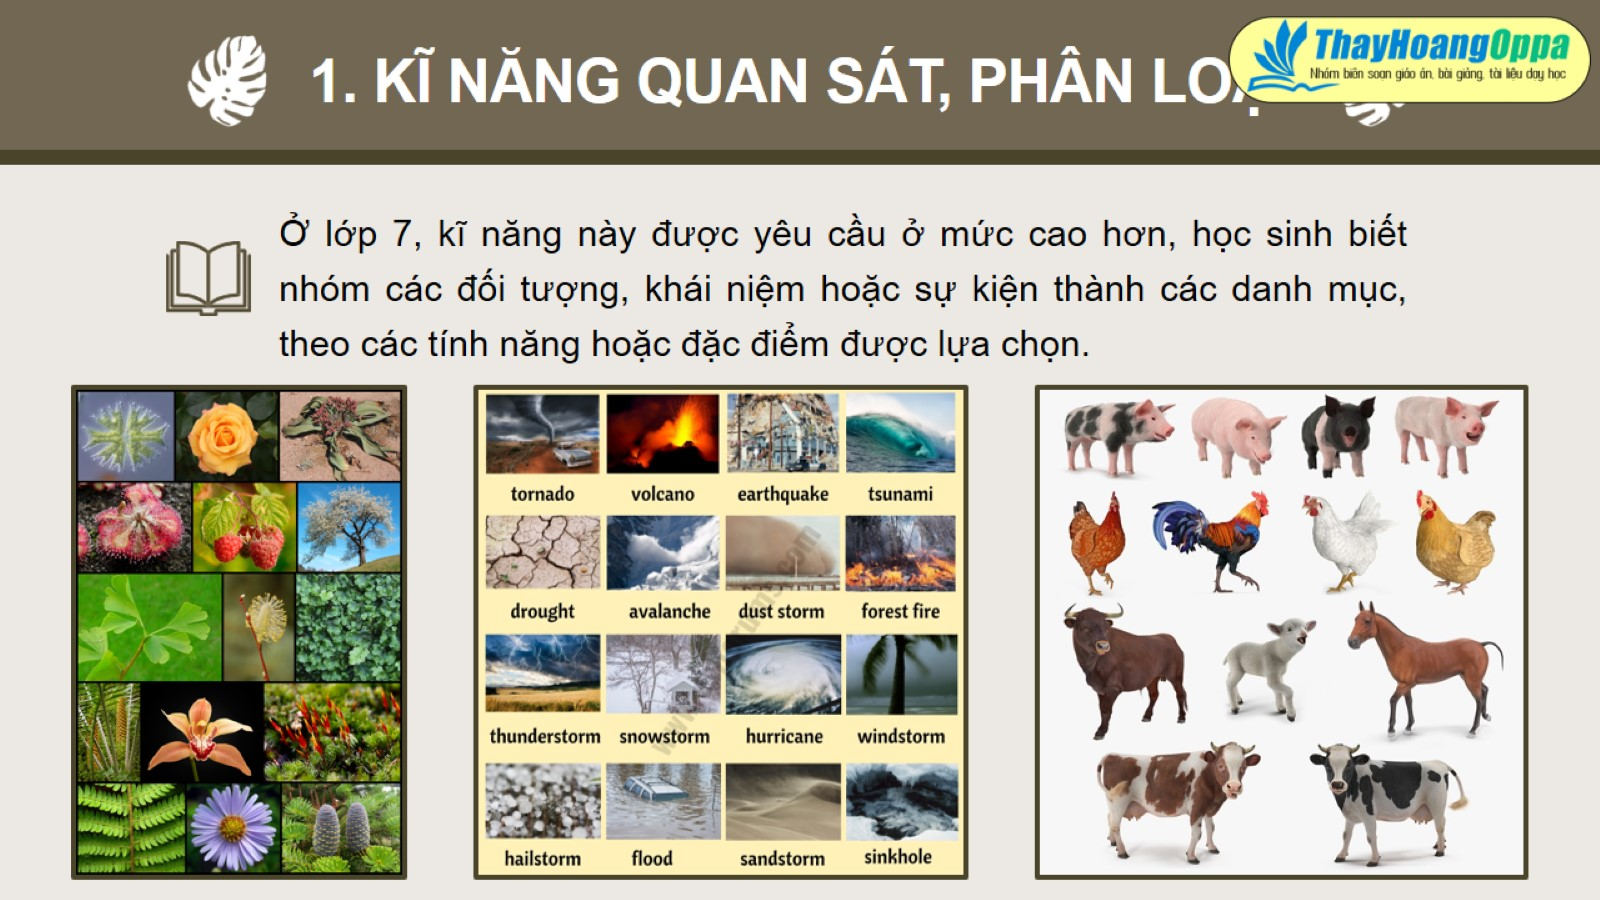 1. KĨ NĂNG QUAN SÁT, PHÂN
ThayHoangOppa
Nhóm biên soạn giáo án, bài giảng, tài liệu dạy học
Ở lớp 7, kĩ năng này được yêu cầu ở mức cao hơn, học sinh biết
nhóm các đối tượng, khái niệm hoặc sự kiện thành các danh mục,
theo các tính năng hoặc đặc điểm được lựa chọn.
tornado volcano earthquake tsunami
drought avalanche dust storm forest fire
thunderstorm snowstorm hurricane windstorm
hailstorm flood sandstorm sinkhole